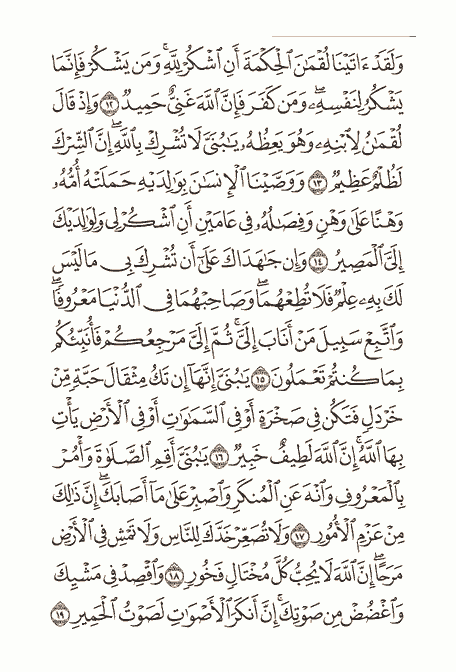 وَلَقَدْ ءَاتَيْنَا لُقْمَٰنَ ٱلْحِكْمَةَ أَنِ ٱشْكُرْ لِلَّهِ ۚ وَمَن يَشْكُرْ فَإِنَّمَا
يَشْكُرُ لِنَفْسِهِۦ ۖ وَمَن كَفَرَ فَإِنَّ ٱللَّهَ غَنِىٌّ حَمِيدٌ ١٢ وَإِذْ قَالَ
لُقْمَٰنُ لِٱبْنِهِۦ وَهُوَ يَعِظُهُۥ يَٰبُنَىَّ لَا تُشْرِكْ بِٱللَّهِ ۖ إِنَّ ٱلشِّرْكَ
لَظُلْمٌ عَظِيمٌ ١٣ وَوَصَّيْنَا ٱلْإِنسَٰنَ بِوَٰلِدَيْهِ حَمَلَتْهُ أُمُّهُۥ
وَهْنًا عَلَىٰ وَهْنٍ وَفِصَٰلُهُۥ فِى عَامَيْنِ أَنِ ٱشْكُرْ لِى وَلِوَٰلِدَيْكَ
إِلَىَّ ٱلْمَصِيرُ ١٤ وَإِن جَٰهَدَاكَ عَلَىٰٓ أَن تُشْرِكَ بِى مَا لَيْسَ
لَكَ بِهِۦ عِلْمٌ فَلَا تُطِعْهُمَا ۖ وَصَاحِبْهُمَا فِى ٱلدُّنْيَا مَعْرُوفًا ۖ
وَٱتَّبِعْ سَبِيلَ مَنْ أَنَابَ إِلَىَّ ۚ ثُمَّ إِلَىَّ مَرْجِعُكُمْ فَأُنَبِّئُكُم
بِمَا كُنتُمْ تَعْمَلُونَ ١٥ يَٰبُنَىَّ إِنَّهَآ إِن تَكُ مِثْقَالَ حَبَّةٍ مِّنْ
خَرْدَلٍ فَتَكُن فِى صَخْرَةٍ أَوْ فِى ٱلسَّمَٰوَٰتِ أَوْ فِى ٱلْأَرْضِ يَأْتِ
بِهَا ٱللَّهُ ۚ إِنَّ ٱللَّهَ لَطِيفٌ خَبِيرٌ ١٦ يَٰبُنَىَّ أَقِمِ ٱلصَّلَوٰةَ وَأْمُرْ
بِٱلْمَعْرُوفِ وَٱنْهَ عَنِ ٱلْمُنكَرِ وَٱصْبِرْ عَلَىٰ مَآ أَصَابَكَ ۖ إِنَّ ذَٰلِكَ
مِنْ عَزْمِ ٱلْأُمُورِ ١٧ وَلَا تُصَعِّرْ خَدَّكَ لِلنَّاسِ وَلَا تَمْشِ فِى ٱلْأَرْضِ
مَرَحًا ۖ إِنَّ ٱللَّهَ لَا يُحِبُّ كُلَّ مُخْتَالٍ فَخُورٍ ١٨ وَٱقْصِدْ فِى مَشْيِكَ
وَٱغْضُضْ مِن صَوْتِكَ ۚ إِنَّ أَنكَرَ ٱلْأَصْوَٰتِ لَصَوْتُ ٱلْحَمِيرِ ١٩